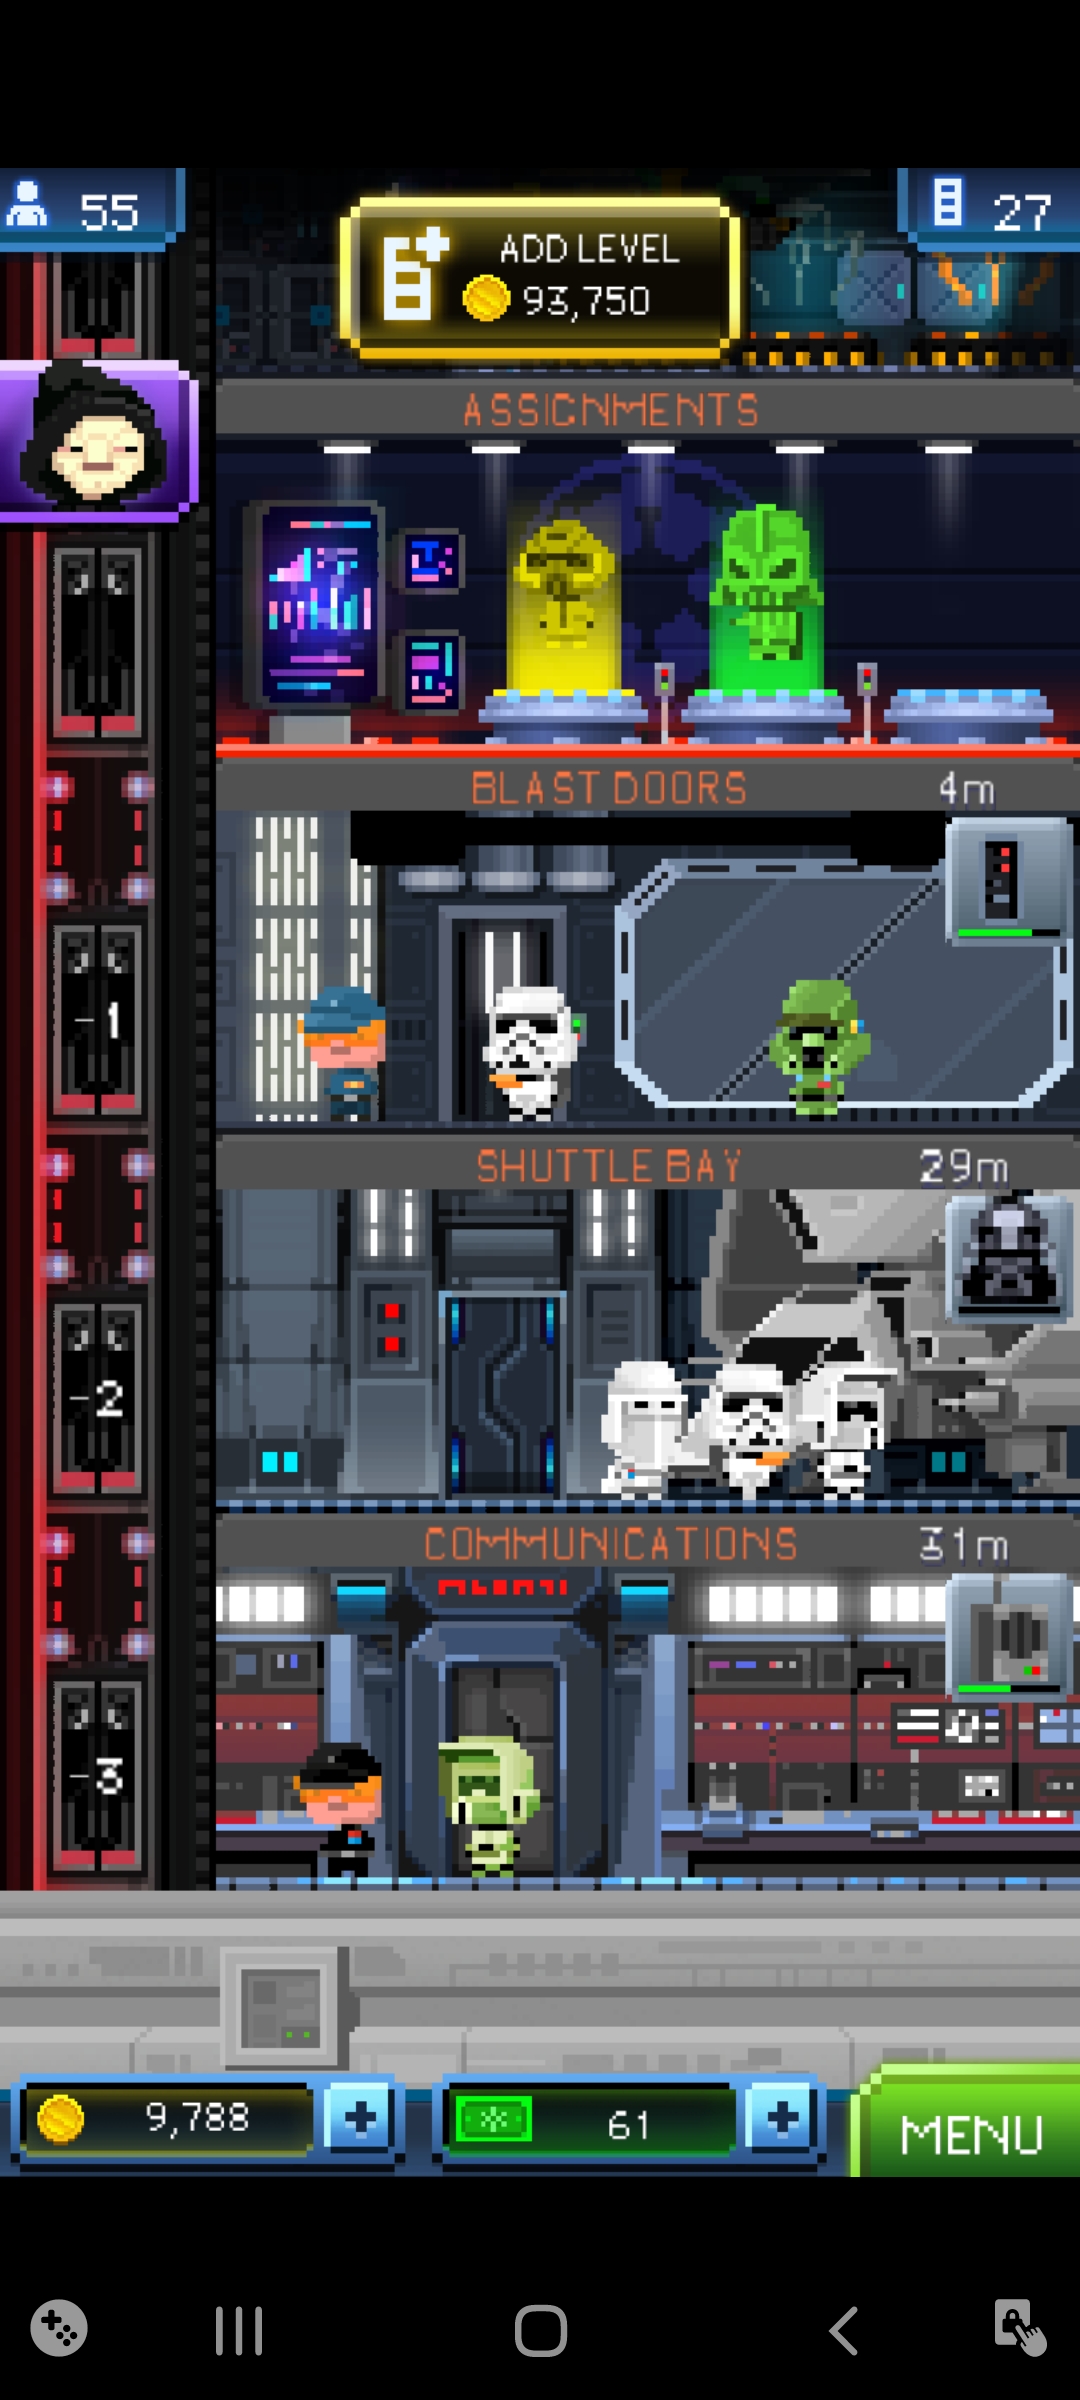 55
27
ADD LEVEL
93,750
ASSIGNMENTS
BLAST DOORS 4m
-1
SHUTTLE BAY 29m
-2
COMMUNICATIONS 31m
-3
9,788
61
MENU